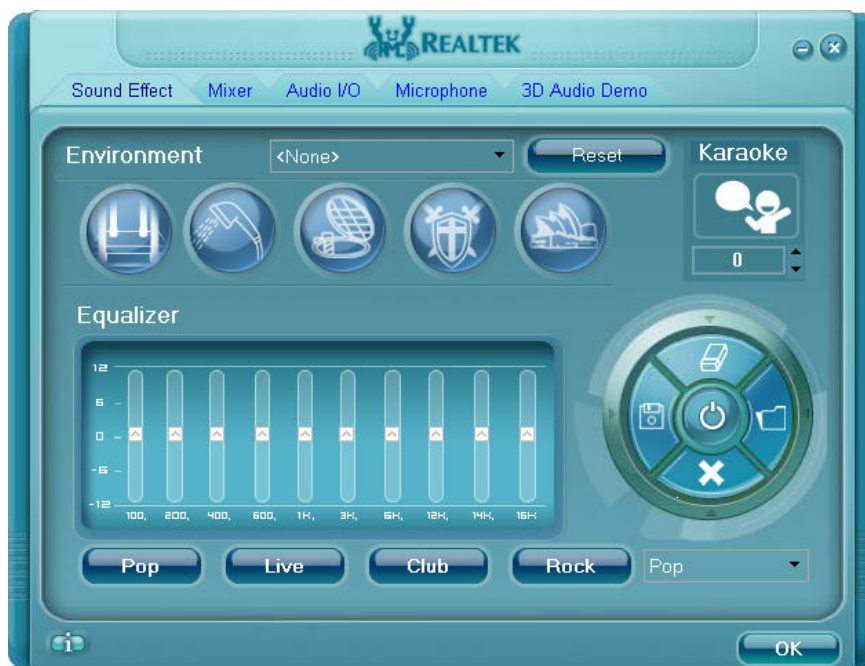 REALTEK
Sound Effect Mixer Audio I/O Microphone 3D Audio Demo
Environment <None> Reset Karaoke
0
Equalizer
12
6
0
-6
-12
100, 200, 400, 600, 1K, 3K, 6K, 12K, 14K, 16K
Pop Live Club Rock Pop
i
OK